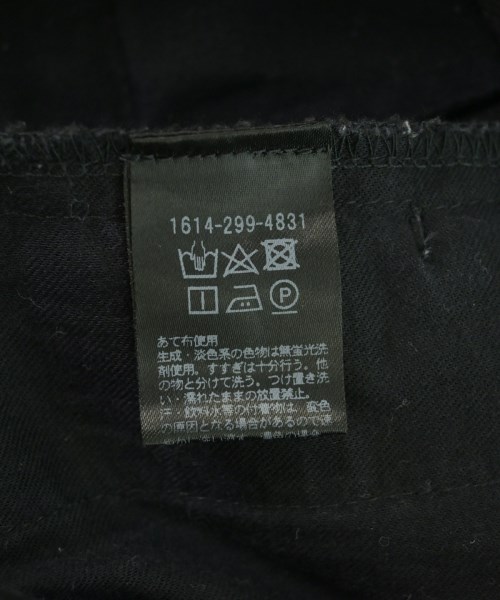 1614-299-4831
P
あて布使用
生成・淡色系の色物は無蛍光洗
剤使用。すすぎは十分行う。他
の物と分けて洗う。つけ置き洗
い・濡れたままの放置禁止。
汗・飲料水等の付着物は、変色
の原因となる場合があるので速